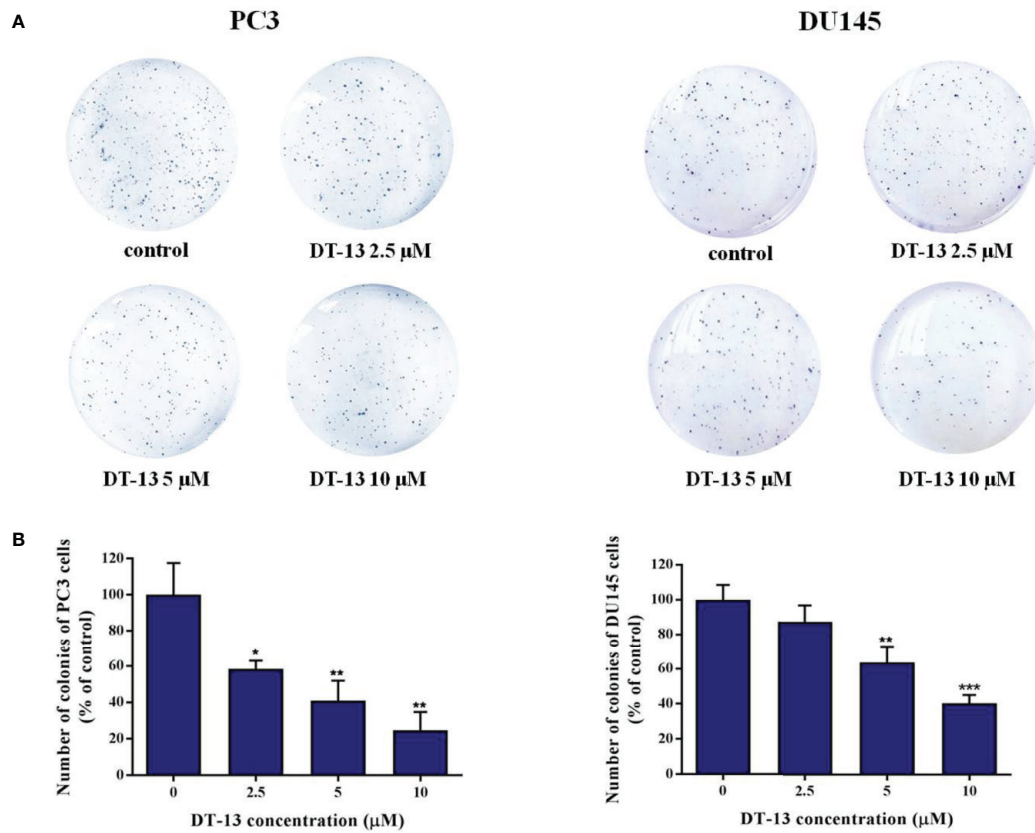 A
PC3
DU145
control
DT-13 2.5 μM
control
DT-13 2.5 μM
DT-13 5 μM
DT-13 10 μM
DT-13 5 μM
DT-13 10 μM
B
Number of colonies of PC3 cells
(% of control)
120
100
80
60
40
20
0
*
**
**
0
2.5
5
10
DT-13 concentration (μM)
Number of colonies of DU145 cells
(% of control)
120
100
80
60
40
20
0
**
***
0
2.5
5
10
DT-13 concentration (μM)